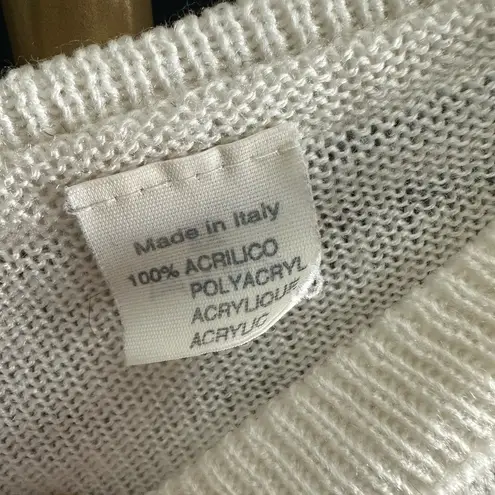 Made in Italy
100% ACRILICO
POLYACRYL
ACRYLIQUE
ACRYLIC